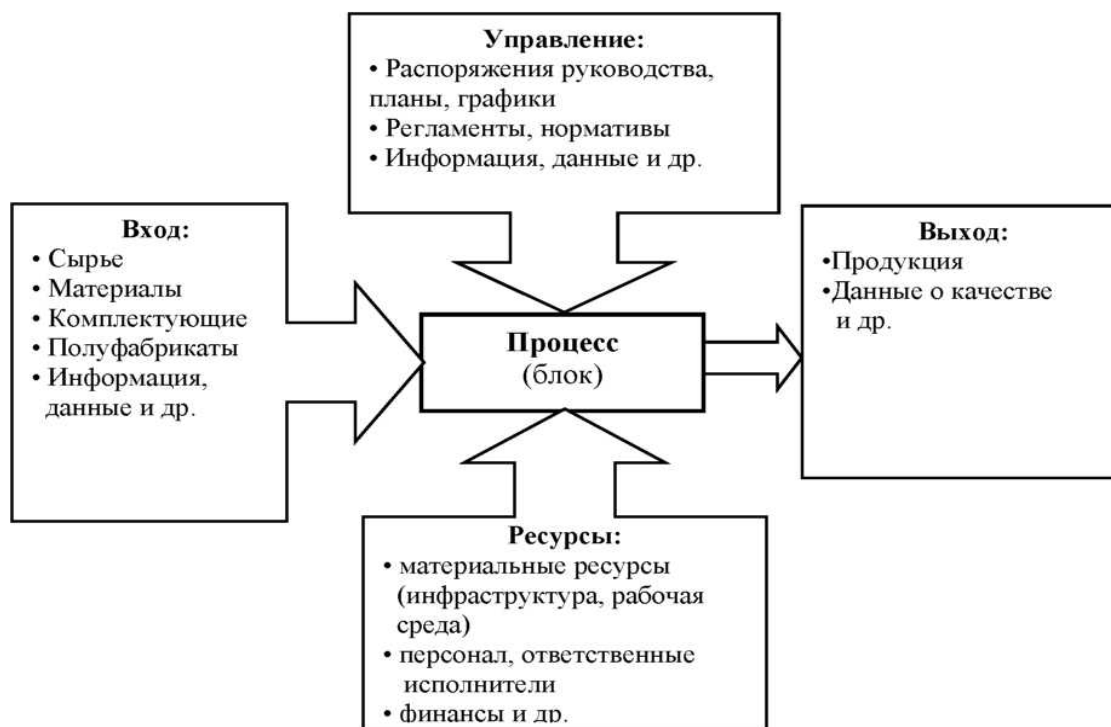 Управление:
• Распоряжения руководства,
планы, графики
• Регламенты, нормативы
• Информация, данные и др.
Вход:
• Сырье
• Материалы
• Комплектующие
• Полуфабрикаты
• Информация,
данные и др.
Процесс
(блок)
Выход:
•Продукция
•Данные о качестве
и др.
Ресурсы:
• материальные ресурсы
(инфраструктура, рабочая
среда)
• персонал, ответственные
исполнители
• финансы и др.